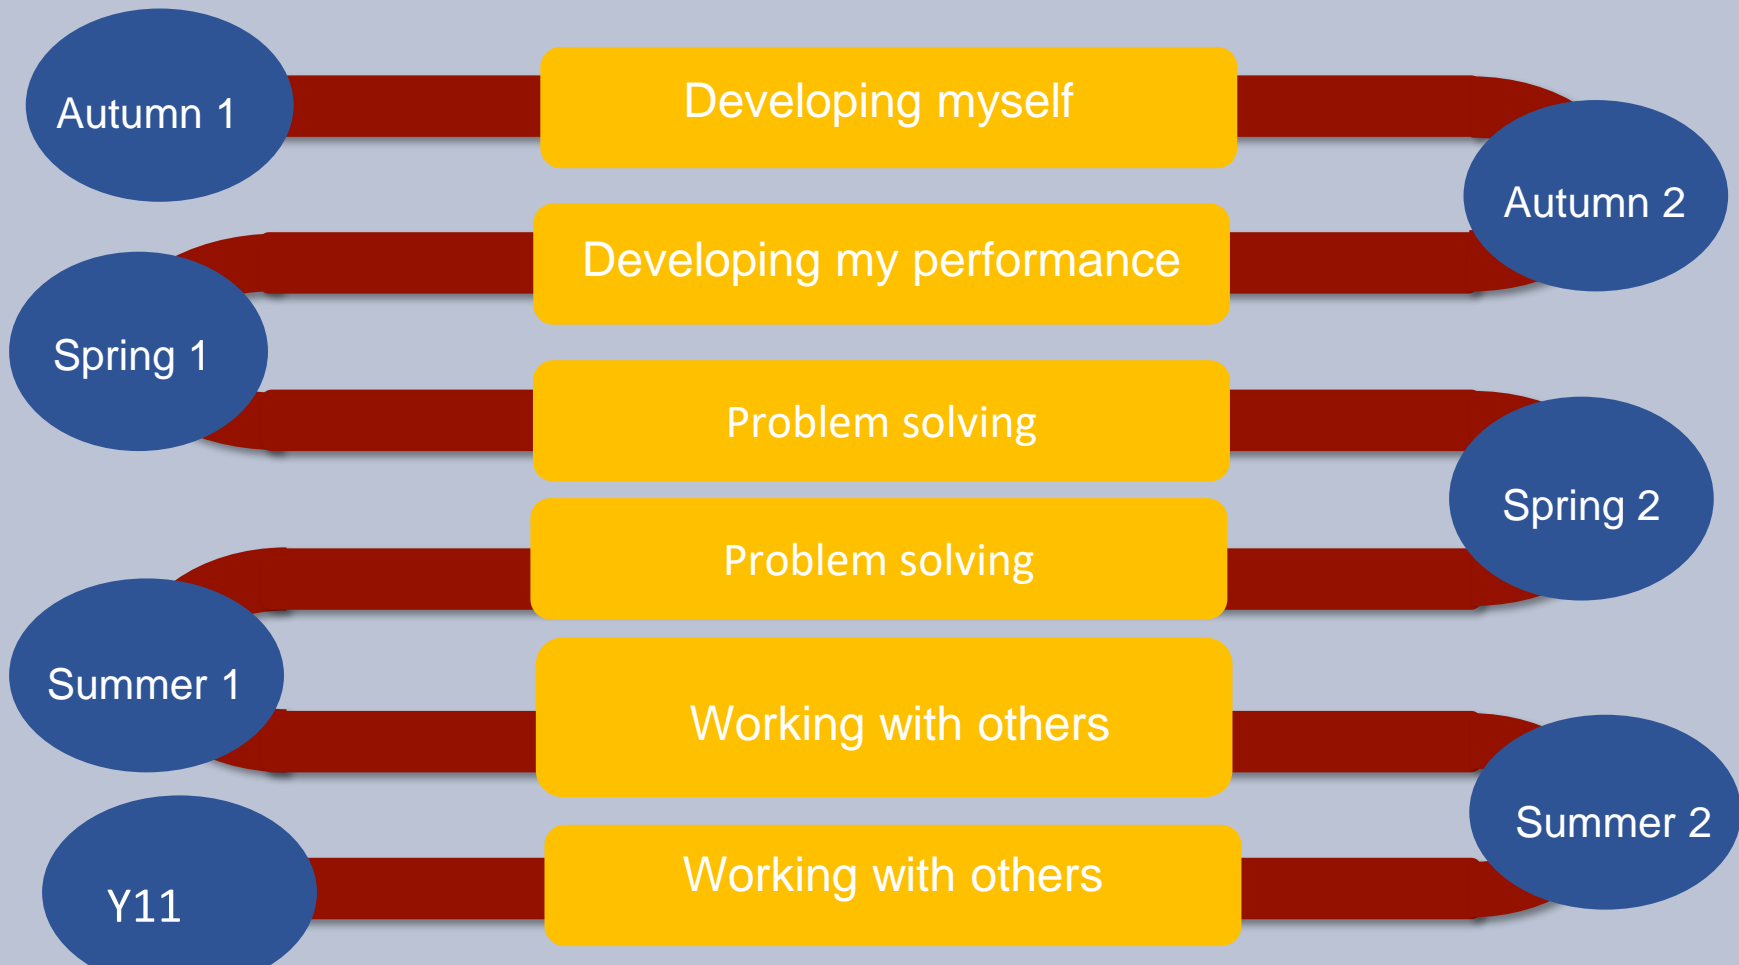 Autumn 1
Developing myself
Autumn 2
Developing my performance
Spring 1
Problem solving
Spring 2
Problem solving
Summer 1
Working with others
Summer 2
Working with others
Y11